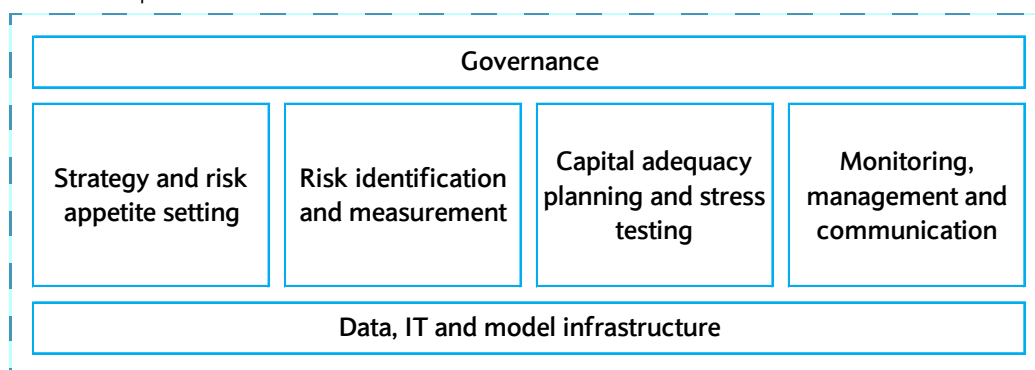 Governance
Strategy and risk
appetite setting
Risk identification
and measurement
Capital adequacy
planning and stress
testing
Monitoring,
management and
communication
Data, IT and model infrastructure